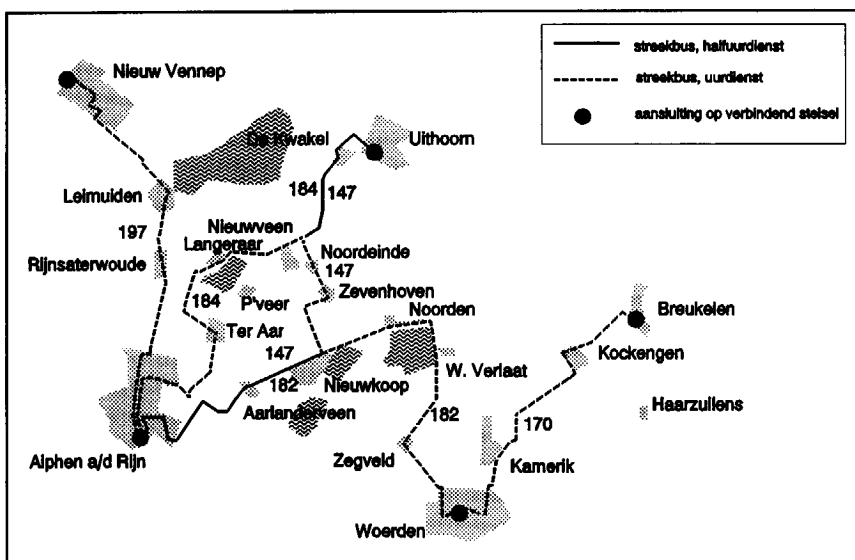 Nieuw Vennep
streekbus, halfuurdienst
streekbus, uurdienst
aansluiting op verbindend stelsel
De Kwakel
Uithoorn
Leimuiden
184 147
197
Nieuwveen
Langeraar
Rijnsaterwoude
Noordeinde
147
184
P'veer
Zevenhoven
Noorden
Breukelen
Ter Aar
147
Kockengen
W. Verlaat
182
Nieuwkoop
Aarlanderveen
Haarzuilens
182
170
Alphen a/d Rijn
Zegveld
Kamerik
Woerden